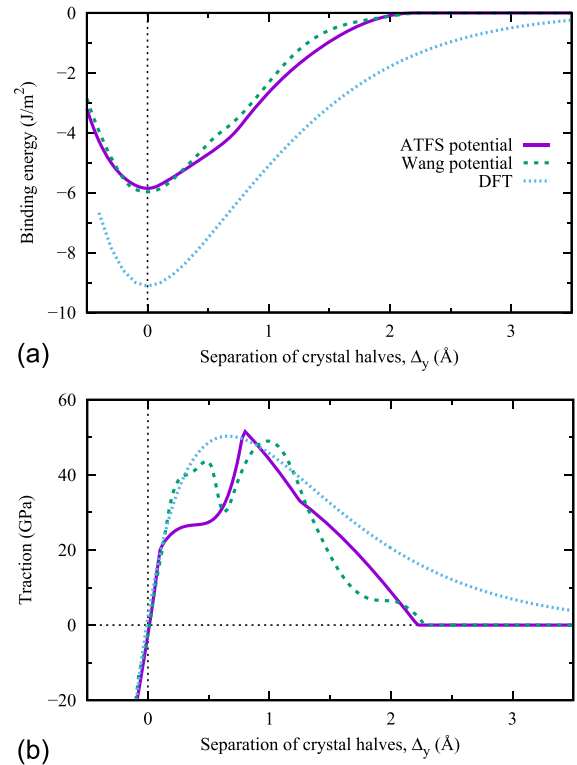 0
−2
−4
−6
−8
−10
Binding energy (J/m²)
ATFS potential
Wang potential
DFT
0 1 2 3
Separation of crystal halves, Δy (Å)
(a)
60
40
20
0
−20
Traction (GPa)
0 1 2 3
Separation of crystal halves, Δy (Å)
(b)